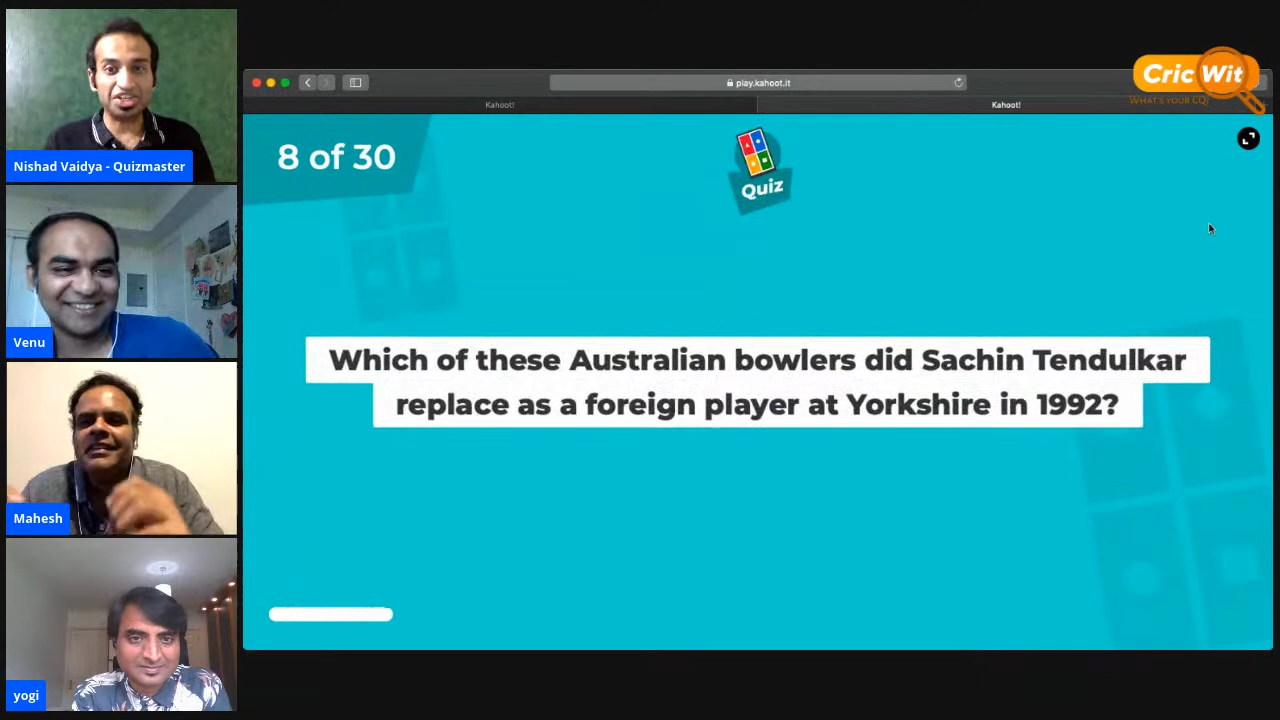 Nishad Vaidya - Quizmaster
Venu
Mahesh
yogi
play.kahoot.it
Kahoot!
Kahoot!
Cric Wit
WHAT'S YOUR CQ?
8 of 30
Quiz
Which of these Australian bowlers did Sachin Tendulkar
replace as a foreign player at Yorkshire in 1992?